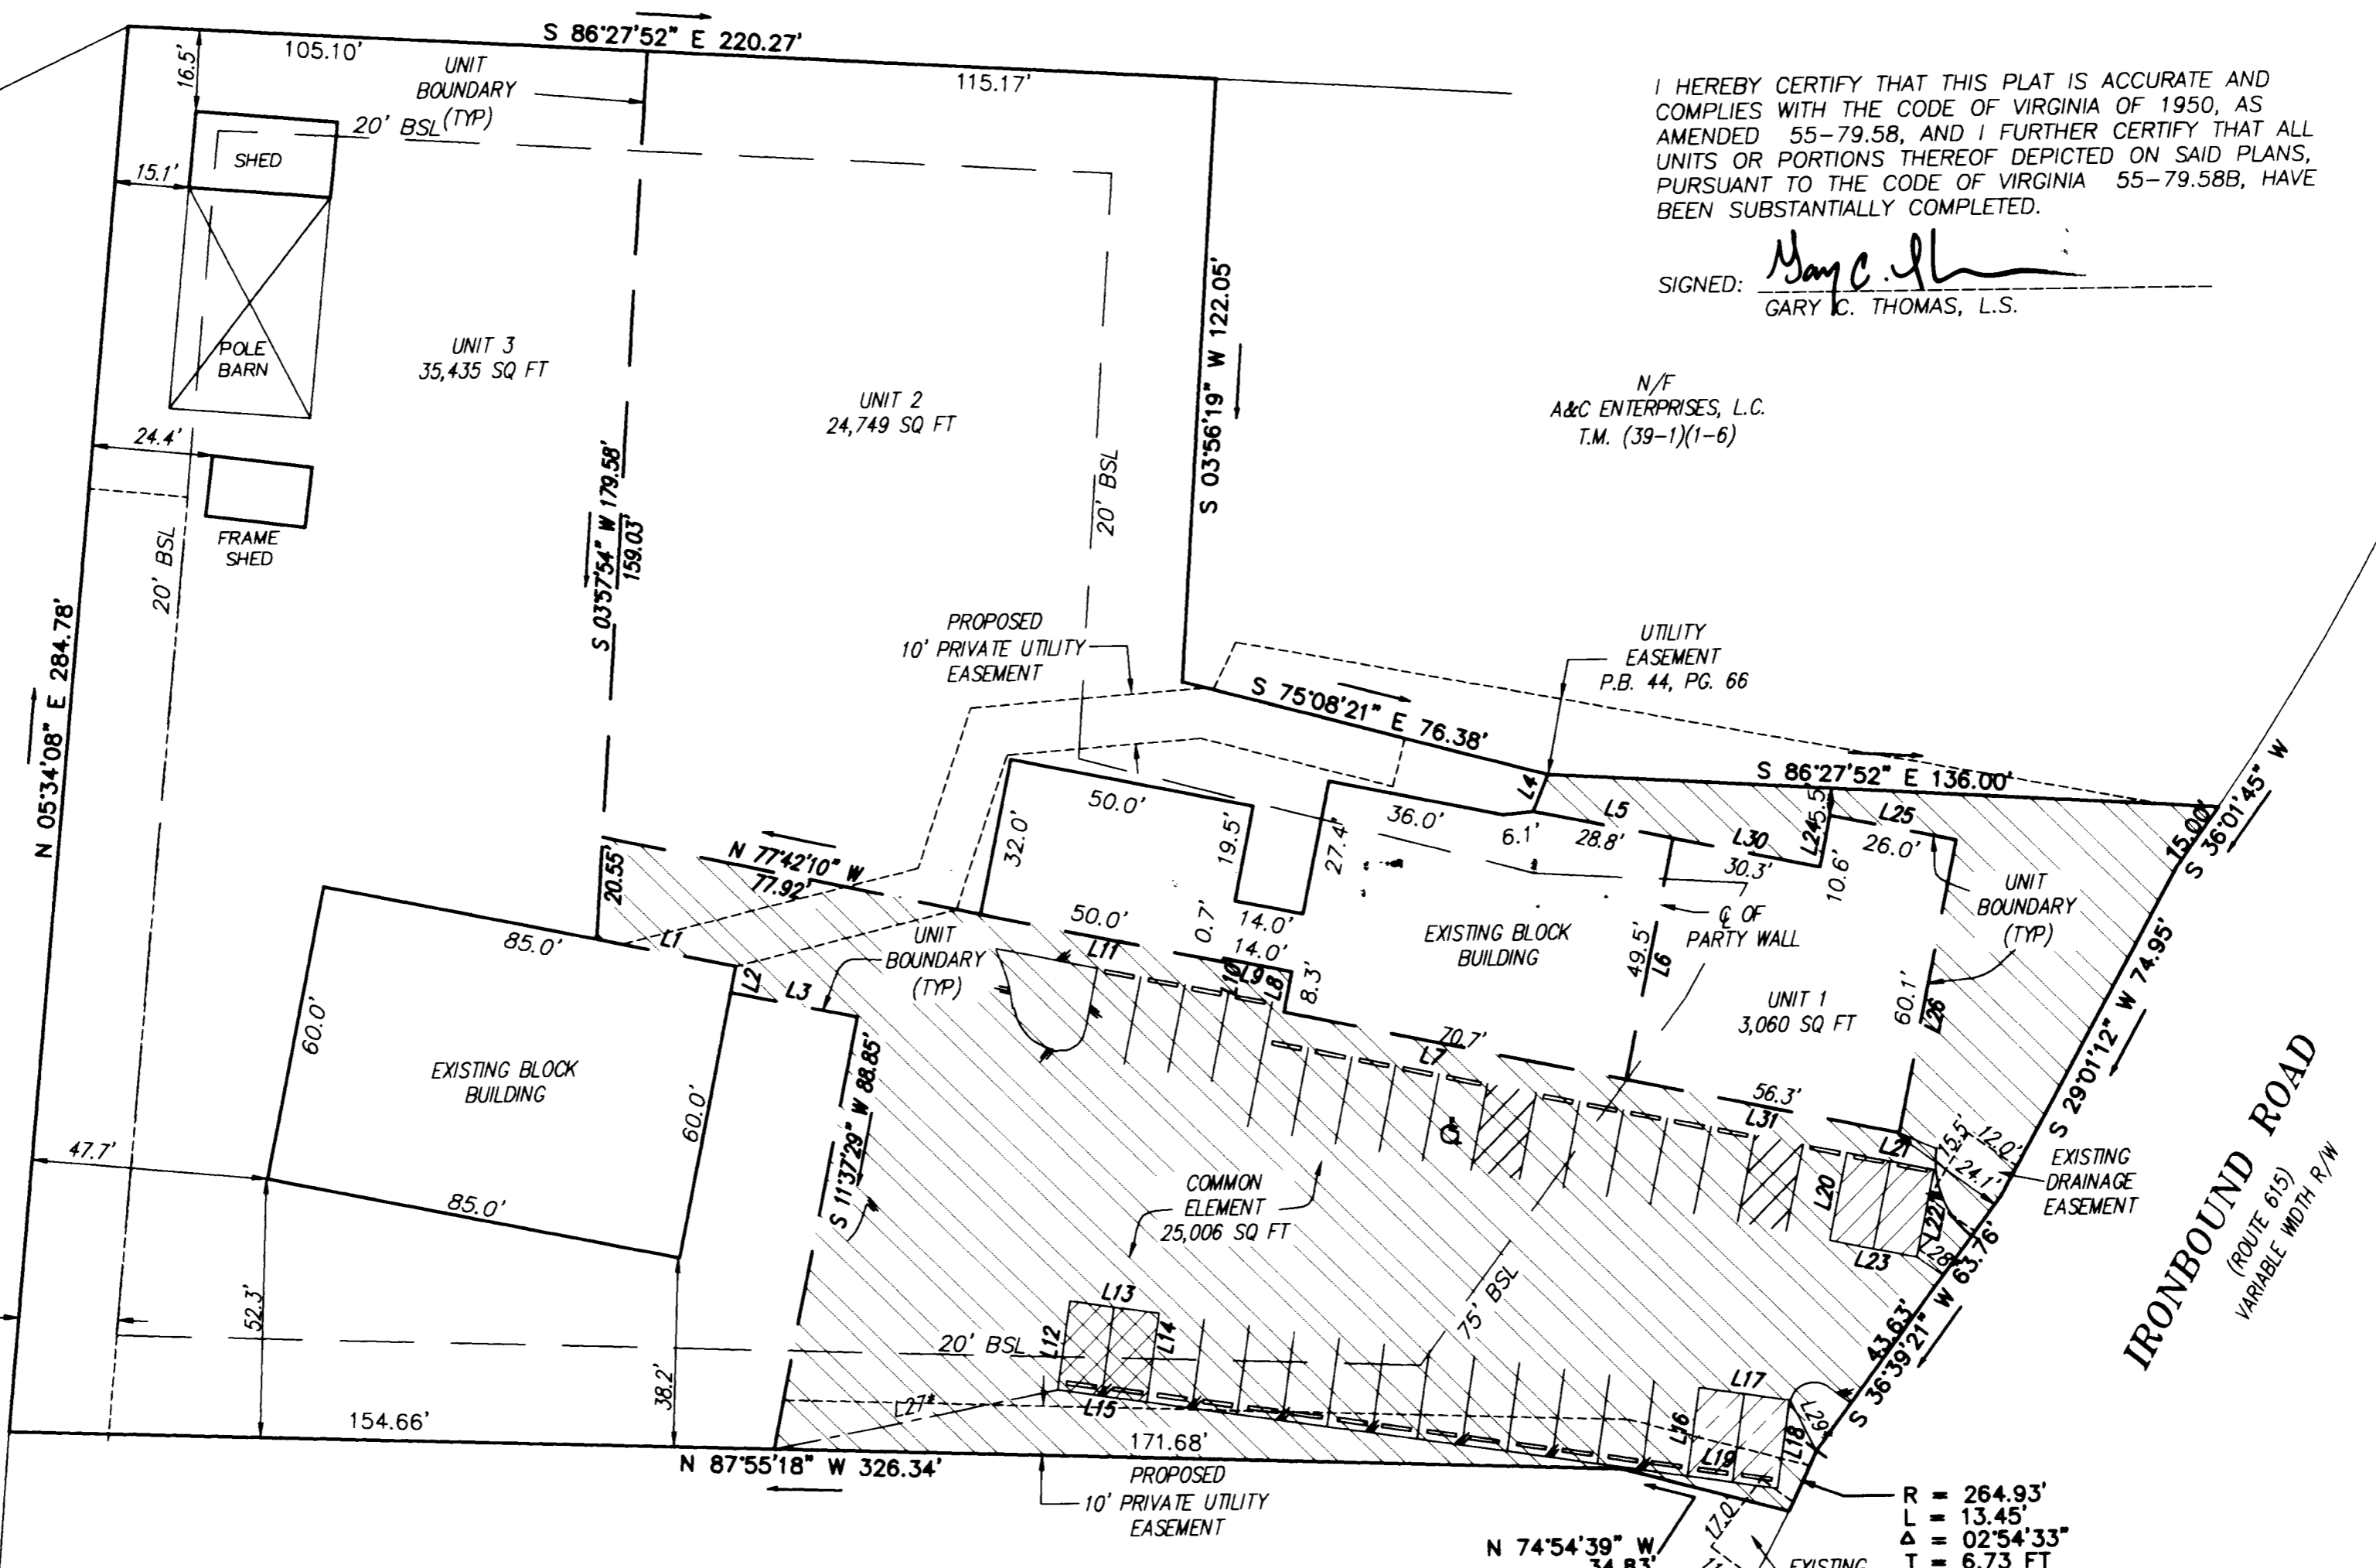 S 86°27'52" E 220.27'
105.10'
115.17'
16.5'
UNIT
BOUNDARY
(TYP)
20' BSL
SHED
15.1'
POLE
BARN
UNIT 3
35,435 SQ FT
UNIT 2
24,749 SQ FT
24.4'
FRAME
SHED
20' BSL
N 05°34'08" E 284.78'
S 03°57'54" W 179.58'
159.03'
20' BSL
S 03°56'19" W 122.05'
I HEREBY CERTIFY THAT THIS PLAT IS ACCURATE AND
COMPLIES WITH THE CODE OF VIRGINIA OF 1950, AS
AMENDED 55-79.58, AND I FURTHER CERTIFY THAT ALL
UNITS OR PORTIONS THEREOF DEPICTED ON SAID PLANS,
PURSUANT TO THE CODE OF VIRGINIA 55-79.58B, HAVE
BEEN SUBSTANTIALLY COMPLETED.
SIGNED:
GARY C. THOMAS, L.S.
N/F
A&C ENTERPRISES, L.C.
T.M. (39-1)(1-6)
PROPOSED
10' PRIVATE UTILITY
EASEMENT
UTILITY
EASEMENT
P.B. 44, PG. 66
S 75°08'21" E 76.38'
S 86°27'52" E 136.00'
S 36°01'45" W
15.00'
L4
L5
L30
L24
5.5'
L25
26.0'
10.6'
50.0'
32.0'
19.5'
27.4'
36.0'
6.1'
28.8'
30.3'
N 77°42'10" W
77.92'
20.55'
85.0'
L1
L2
L3
UNIT
BOUNDARY
(TYP)
50.0'
L11
0.7'
14.0'
14.0'
L10
L9
L8
8.3'
EXISTING BLOCK
BUILDING
49.5'
L6
℄ OF
PARTY WALL
UNIT
BOUNDARY
(TYP)
UNIT 1
3,060 SQ FT
60.1'
L26
S 29°01'12" W 74.95'
60.0'
EXISTING BLOCK
BUILDING
60.0'
85.0'
47.7'
52.3'
38.2'
S 11°37'29" W 88.85'
70.7'
L7
56.3'
L31
L21
15.5'
12.0'
24.1'
L20
L22
L23
L28
EXISTING
DRAINAGE
EASEMENT
COMMON
ELEMENT
25,006 SQ FT
75' BSL
IRONBOUND ROAD
(ROUTE 615)
VARIABLE WIDTH R/W
43.63'
S 36°39'21" W 63.76'
20' BSL
L12
L13
L14
L15
L27*
L16
L17
L18
L19
L29
154.66'
171.68'
N 87°55'18" W 326.34'
PROPOSED
10' PRIVATE UTILITY
EASEMENT
17.0'
N 74°54'39" W
34.83'
R = 264.93'
L = 13.45'
Δ = 02°54'33"
T = 6.73 FT
EXISTING